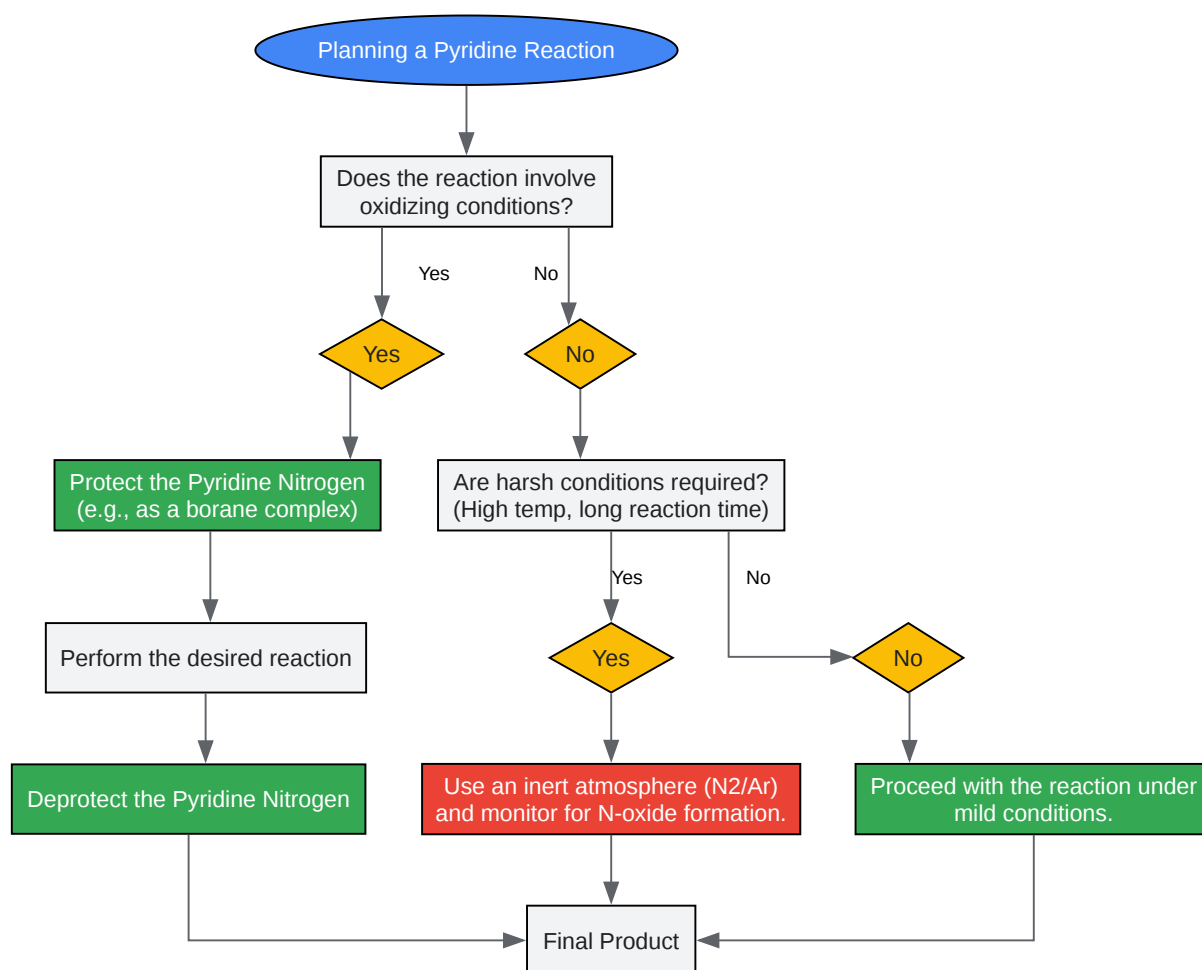 Planning a Pyridine Reaction
Does the reaction involve
oxidizing conditions?
Yes
No
Yes
No
Protect the Pyridine Nitrogen
(e.g., as a borane complex)
Are harsh conditions required?
(High temp, long reaction time)
Yes
No
Perform the desired reaction
Yes
No
Deprotect the Pyridine Nitrogen
Use an inert atmosphere (N2/Ar)
and monitor for N-oxide formation.
Proceed with the reaction under
mild conditions.
Final Product